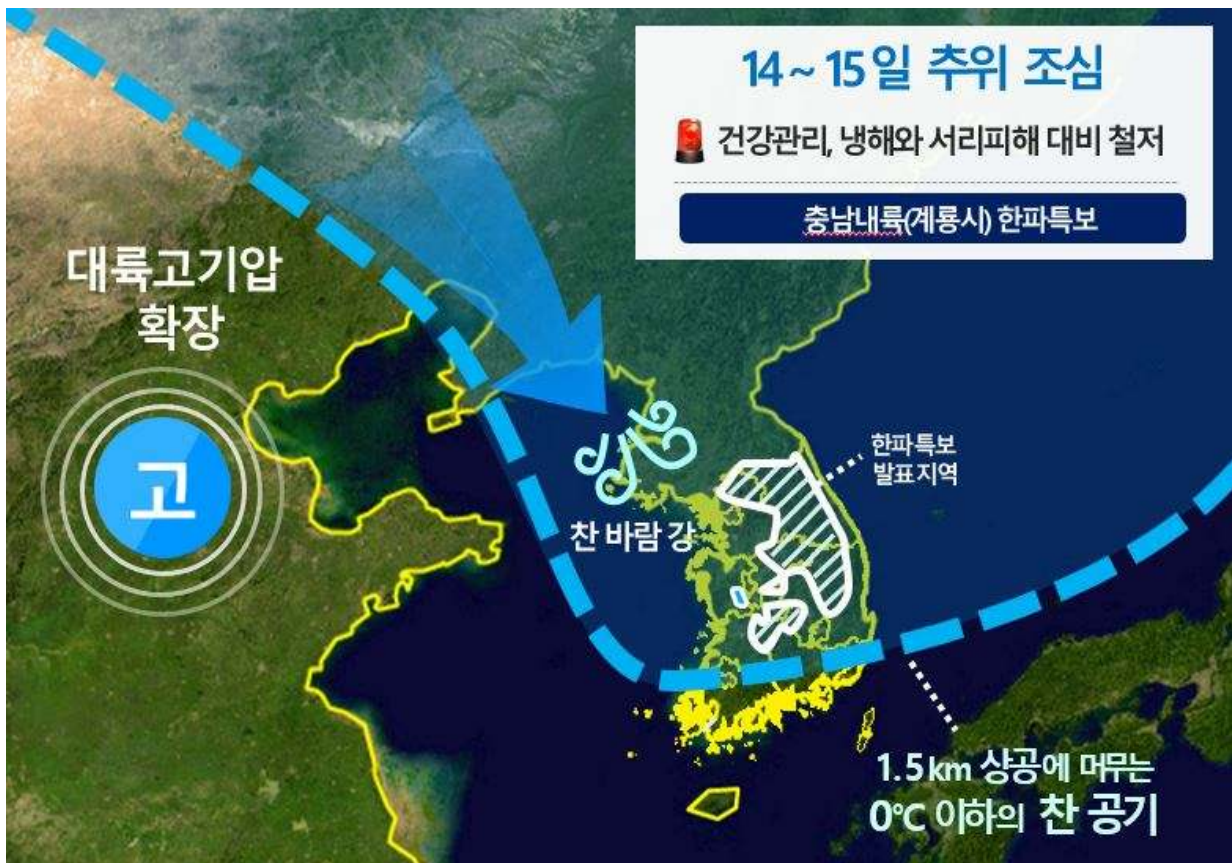 14~15일 추위 조심
건강관리, 냉해와 서리피해 대비 철저
충남내륙(계룡시) 한파특보
대륙고기압
확장
고
한파특보
발표지역
찬 바람 강
1.5km 상공에 머무는
0℃ 이하의 찬 공기